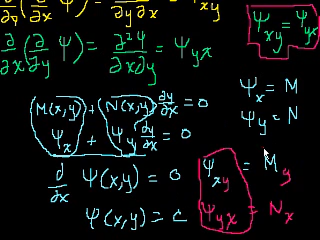 ∂/∂y (∂/∂x Ψ) = ∂²Ψ/∂y∂x = Ψxy
∂/∂x (∂/∂y Ψ) = ∂²Ψ/∂x∂y = Ψyx
Ψxy = Ψyx
M(x,y) + N(x,y) dy/dx = 0
Ψx + Ψy dy/dx = 0
d/dx Ψ(x,y) = 0
Ψ(x,y) = c
Ψx = M
Ψy = N
Ψxy = My
Ψyx = Nx